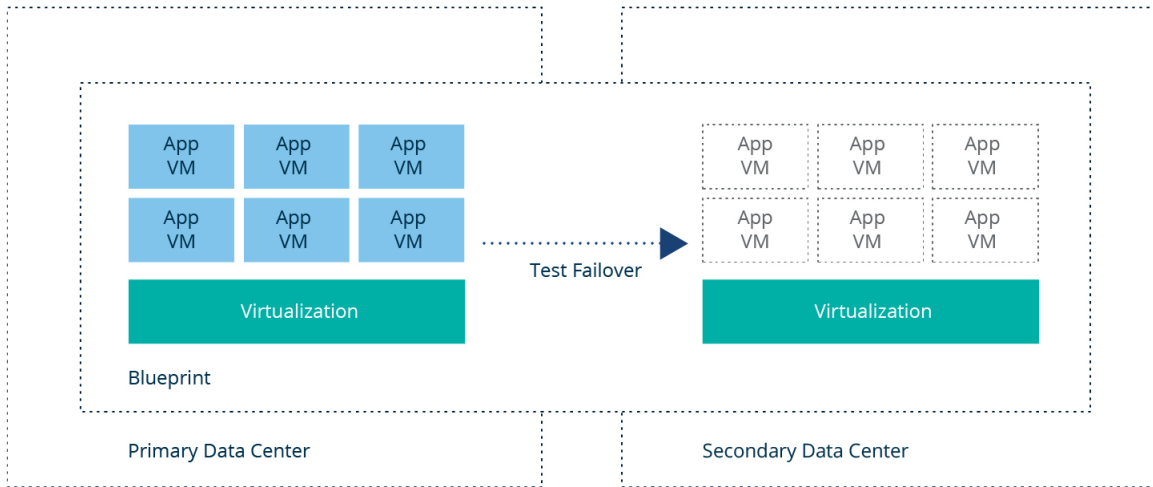 App
VM
App
VM
App
VM
App
VM
App
VM
App
VM
Virtualization
Blueprint
Primary Data Center
Test Failover
App
VM
App
VM
App
VM
App
VM
App
VM
App
VM
Virtualization
Secondary Data Center